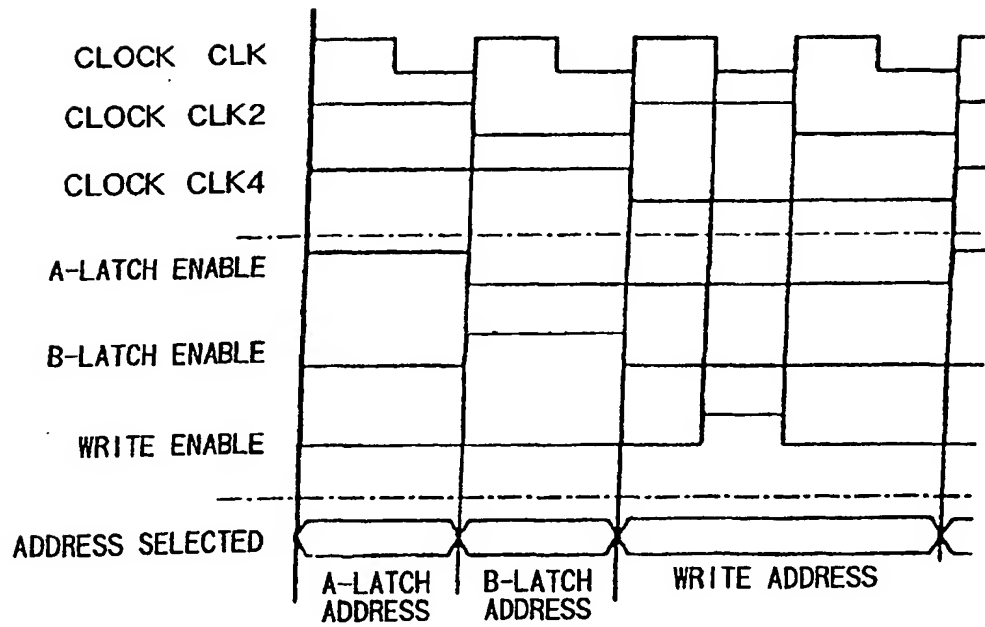 CLOCK CLK
CLOCK CLK2
CLOCK CLK4
A-LATCH ENABLE
B-LATCH ENABLE
WRITE ENABLE
ADDRESS SELECTED
A-LATCH
ADDRESS
B-LATCH
ADDRESS
WRITE ADDRESS